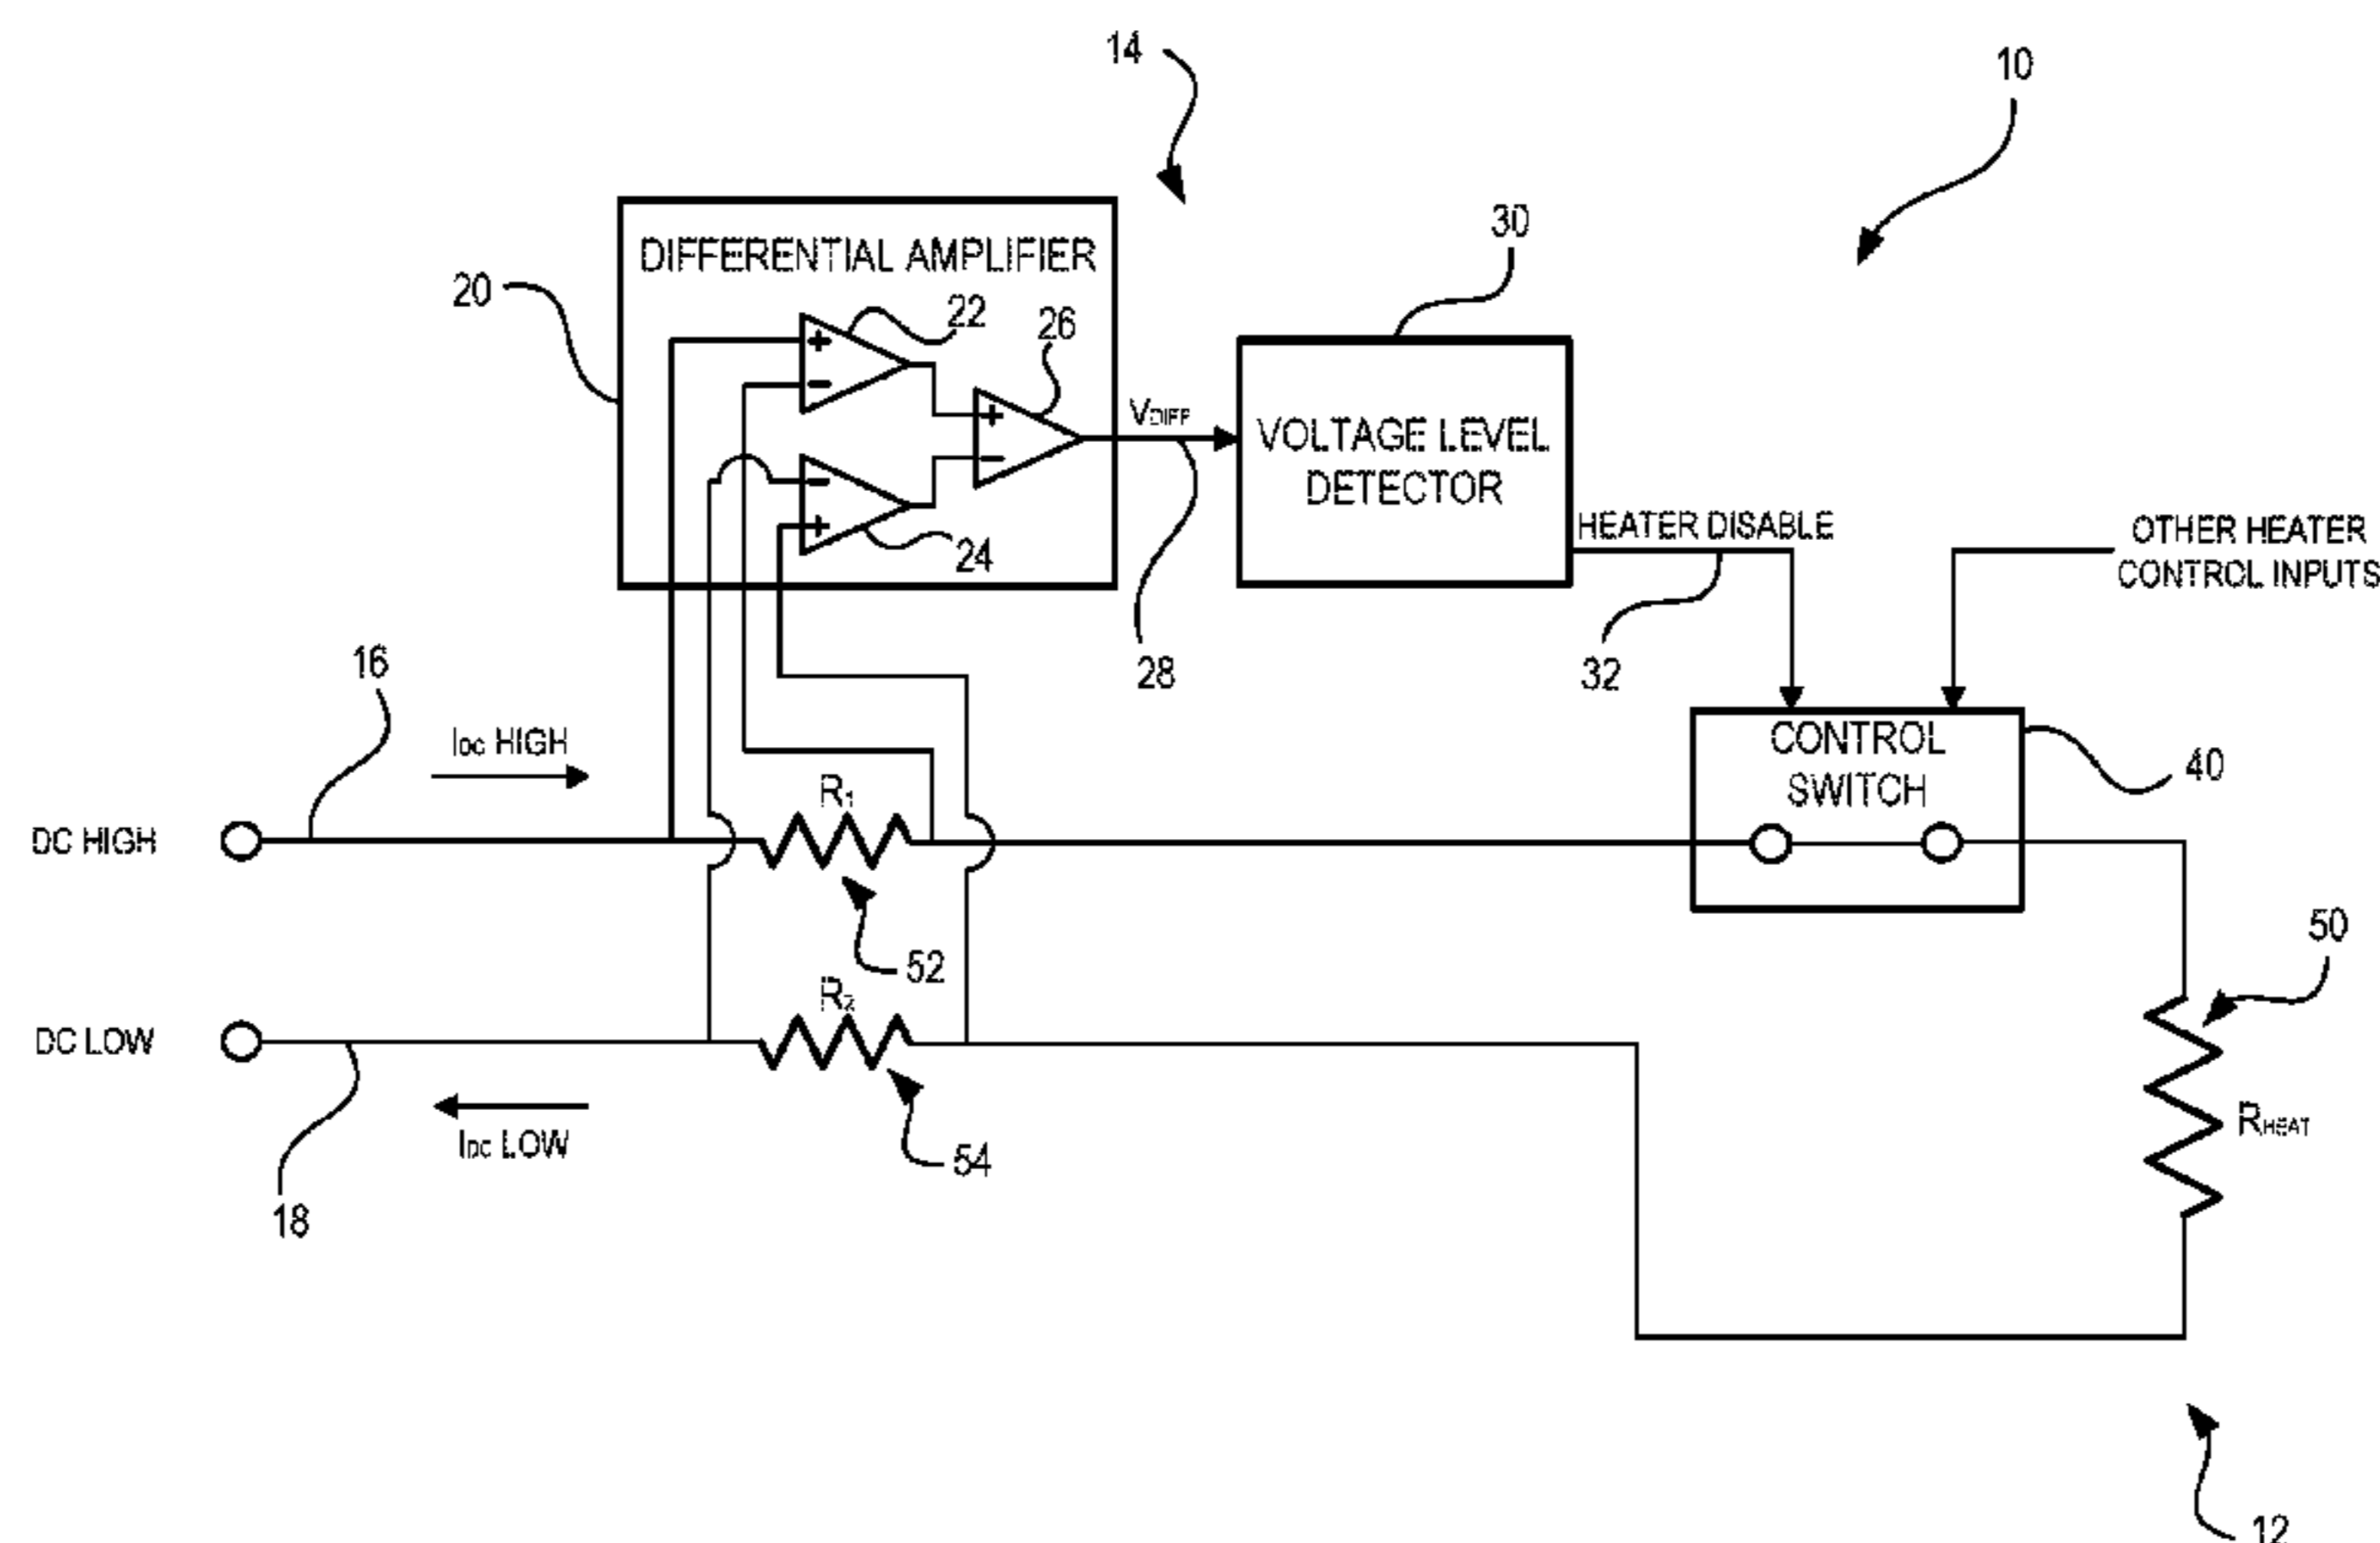 14
10
DIFFERENTIAL AMPLIFIER
20
22
26
+
-
+
-
-
+
24
VDIFF
28
30
VOLTAGE LEVEL
DETECTOR
HEATER DISABLE
32
OTHER HEATER
CONTROL INPUTS
16
IDC HIGH
DC HIGH
R1
52
CONTROL
SWITCH
40
50
DC LOW
R2
54
IDC LOW
18
RHEAT
12